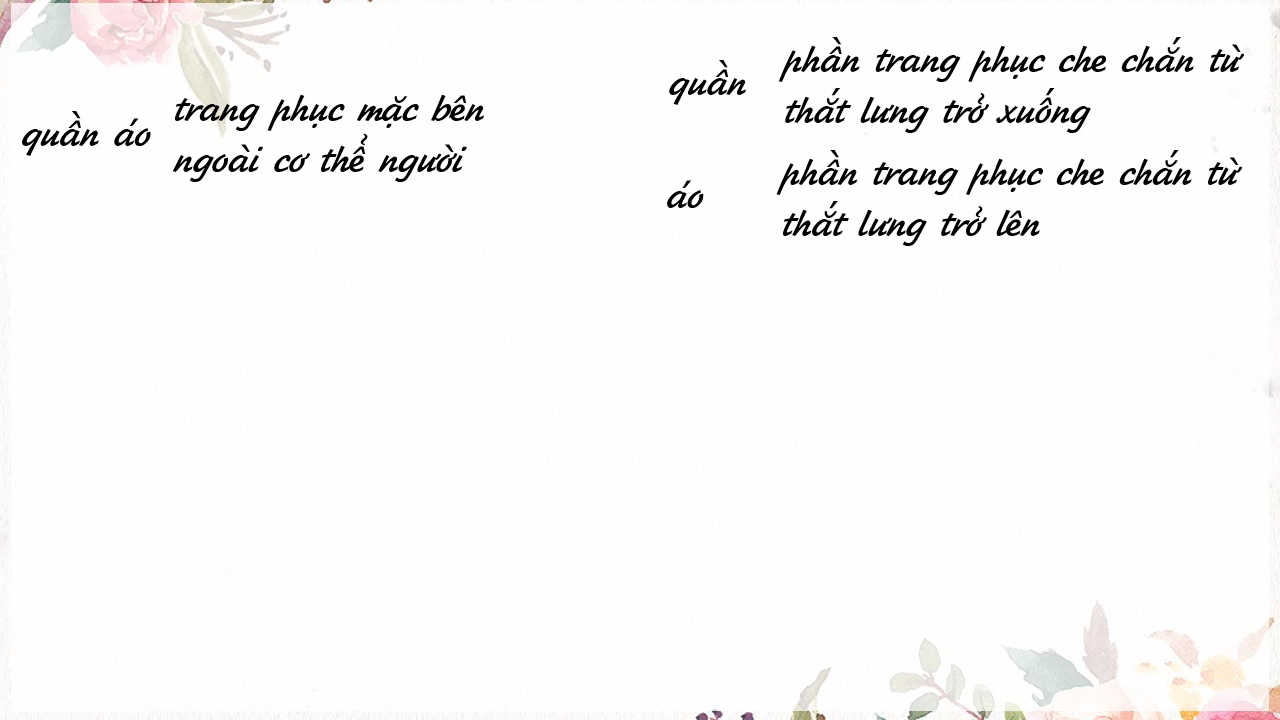 quần áo
trang phục mặc bên
ngoài cơ thể người
quần
phần trang phục che chắn từ
thắt lưng trở xuống
áo
phần trang phục che chắn từ
thắt lưng trở lên